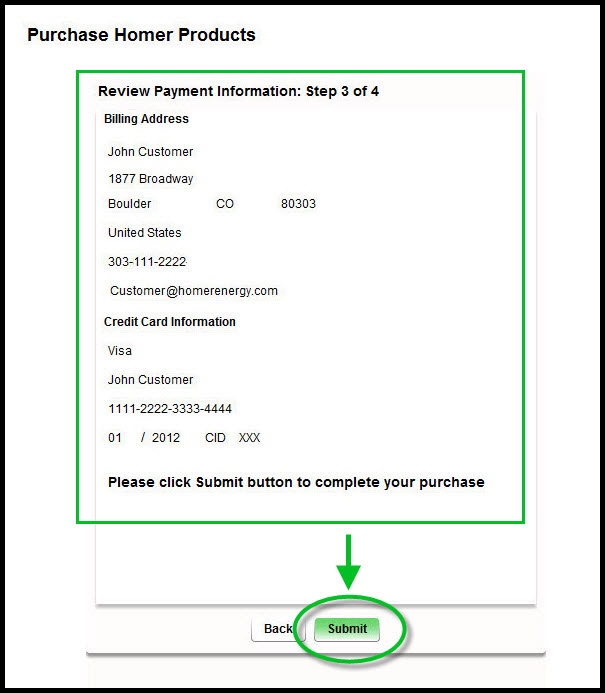 Purchase Homer Products
Review Payment Information: Step 3 of 4
Billing Address
John Customer
1877 Broadway
Boulder CO 80303
United States
303-111-2222
Customer@homerenergy.com
Credit Card Information
Visa
John Customer
1111-2222-3333-4444
01 / 2012 CID XXX
Please click Submit button to complete your purchase
Back Submit